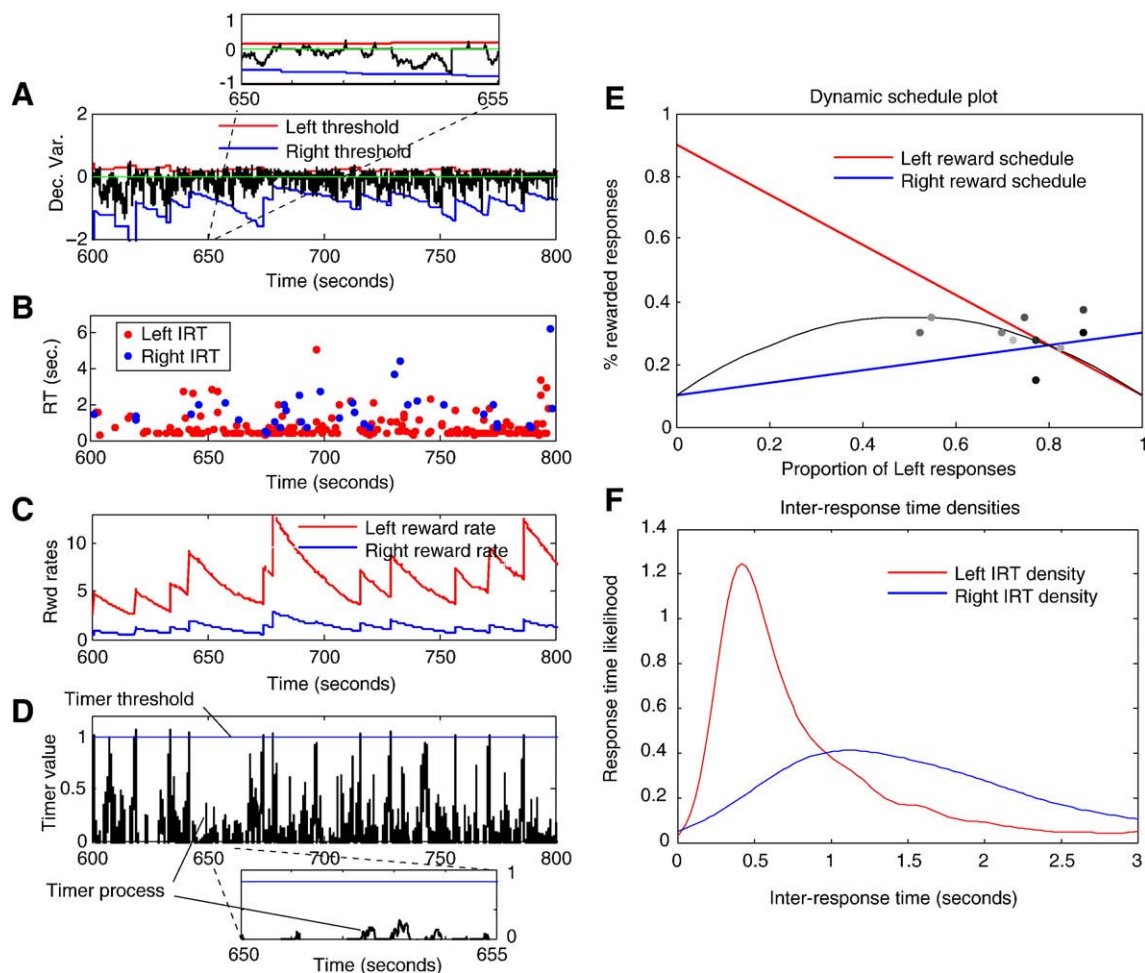 1
0
-1
650
655
A
2
0
−2
Dec. Var.
Left threshold
Right threshold
600
650
700
750
800
Time (seconds)
B
6
4
2
0
RT (sec.)
Left IRT
Right IRT
600
650
700
750
800
Time (seconds)
C
10
5
0
Rwd rates
Left reward rate
Right reward rate
600
650
700
750
800
Time (seconds)
Timer threshold
D
1
0.5
0
Timer value
600
650
700
750
800
Timer process
1
0
650
655
Time (seconds)
E
Dynamic schedule plot
1
0.8
0.6
0.4
0.2
0
% rewarded responses
Left reward schedule
Right reward schedule
0
0.2
0.4
0.6
0.8
1
Proportion of Left responses
F
Inter-response time densities
1.4
1.2
1
0.8
0.6
0.4
0.2
0
Response time likelihood
Left IRT density
Right IRT density
0
0.5
1
1.5
2
2.5
3
Inter-response time (seconds)